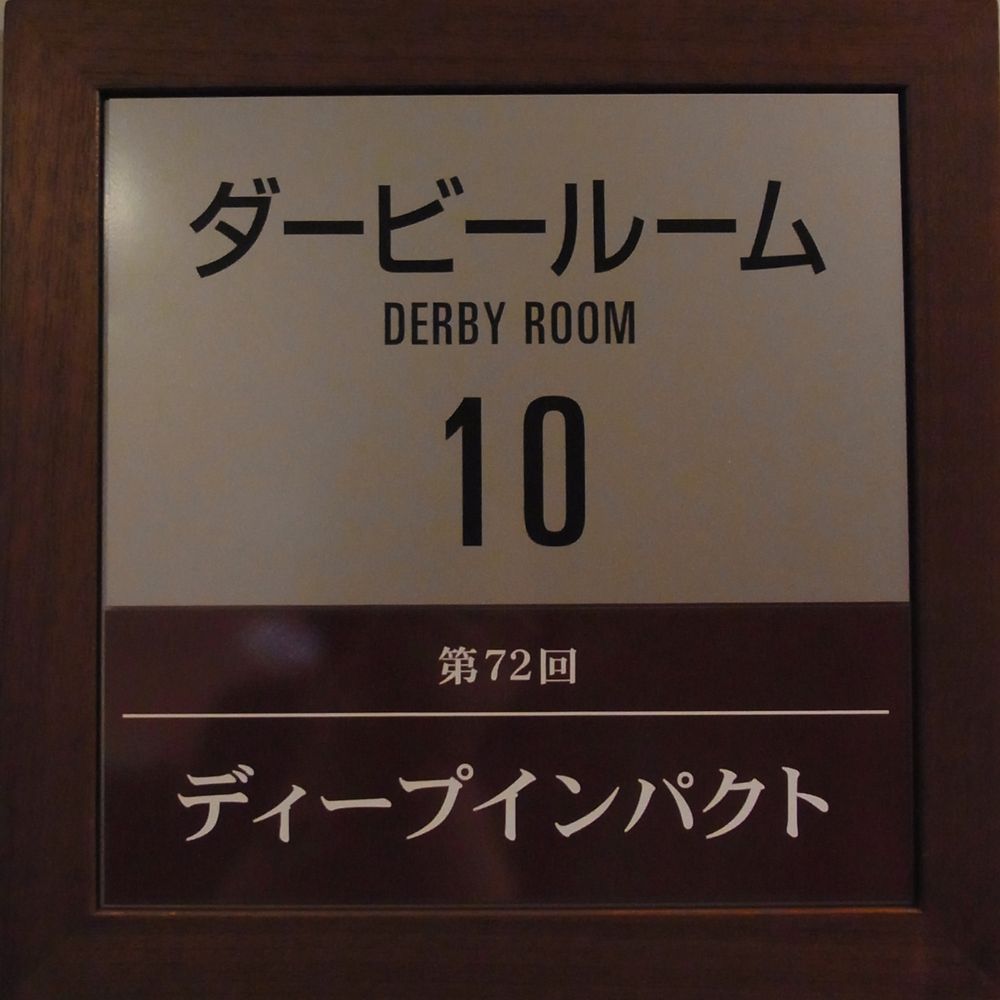 ダービールーム
DERBY ROOM
10
第72回
ディープインパクト